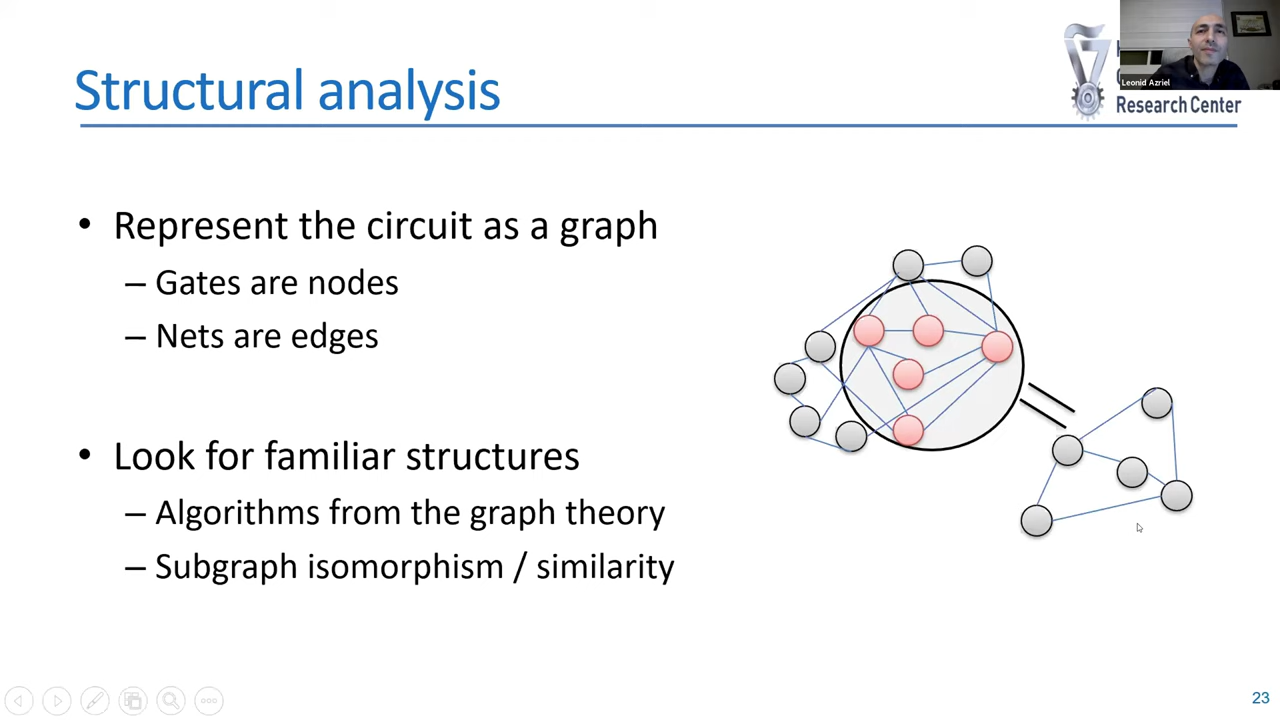 Structural analysis
Leonid Azriel
Research Center
• Represent the circuit as a graph
– Gates are nodes
– Nets are edges
• Look for familiar structures
– Algorithms from the graph theory
– Subgraph isomorphism / similarity
23